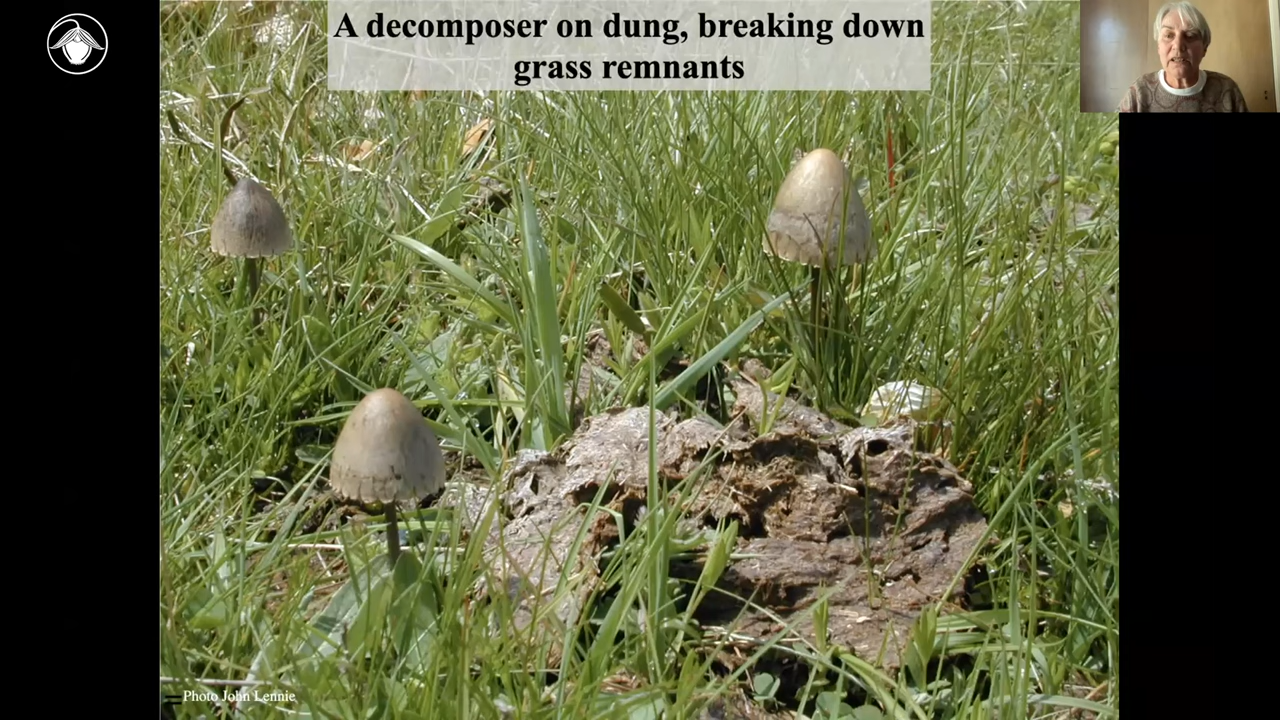 A decomposer on dung, breaking down
grass remnants
Photo John Lennie